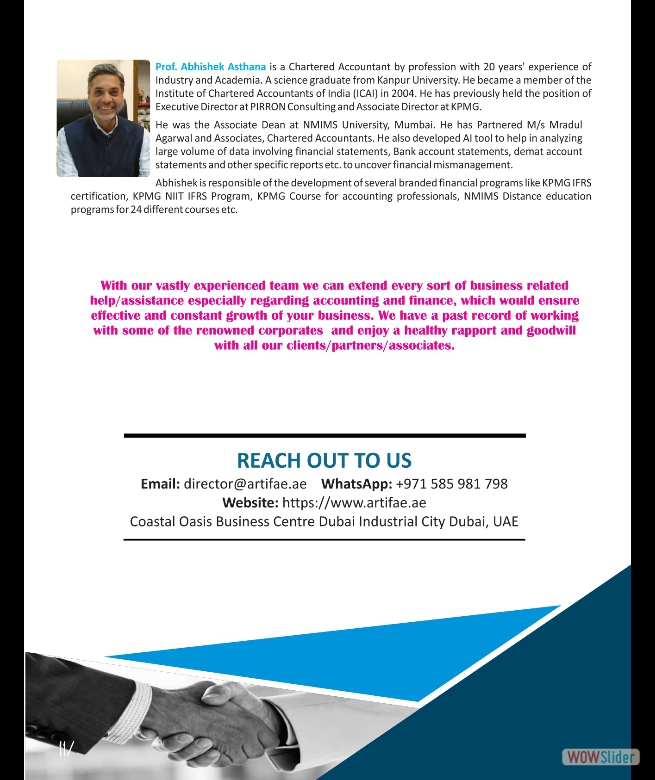 Prof. Abhishek Asthana is a Chartered Accountant by profession with 20 years' experience of
Industry and Academia. A science graduate from Kanpur University. He became a member of the
Institute of Chartered Accountants of India (ICAI) in 2004. He has previously held the position of
Executive Director at PIRRON Consulting and Associate Director at KPMG.
He was the Associate Dean at NMIMS University, Mumbai. He has Partnered M/s Mradul
Agarwal and Associates, Chartered Accountants. He also developed AI tool to help in analyzing
large volume of data involving financial statements, Bank account statements, demat account
statements and other specific reports etc. to uncover financial mismanagement.
Abhishek is responsible of the development of several branded financial programs like KPMG IFRS
certification, KPMG NIIT IFRS Program, KPMG Course for accounting professionals, NMIMS Distance education
programs for 24 different courses etc.
With our vastly experienced team we can extend every sort of business related
help/assistance especially regarding accounting and finance, which would ensure
effective and constant growth of your business. We have a past record of working
with some of the renowned corporates and enjoy a healthy rapport and goodwill
with all our clients/partners/associates.
REACH OUT TO US
Email: director@artifae.ae WhatsApp: +971 585 981 798
Website: https://www.artifae.ae
Coastal Oasis Business Centre Dubai Industrial City Dubai, UAE
11/
WOWSlider